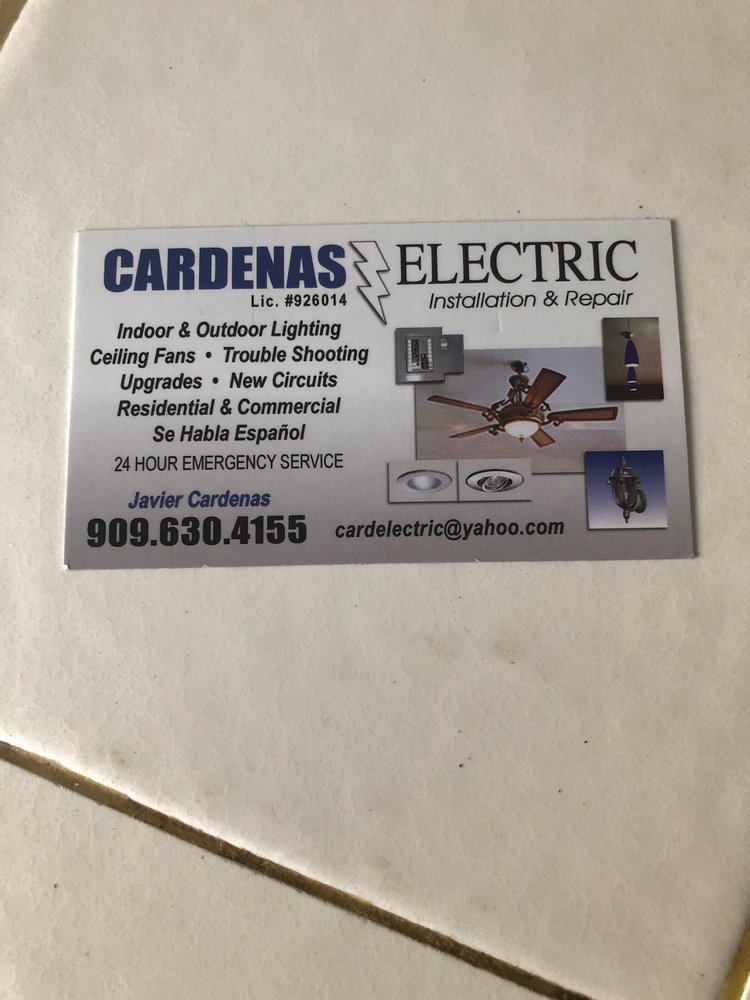 CARDENAS ELECTRIC
Lic. #926014
Installation & Repair
Indoor & Outdoor Lighting
Ceiling Fans • Trouble Shooting
Upgrades • New Circuits
Residential & Commercial
Se Habla Español
24 HOUR EMERGENCY SERVICE
Javier Cardenas
909.630.4155
cardelectric@yahoo.com